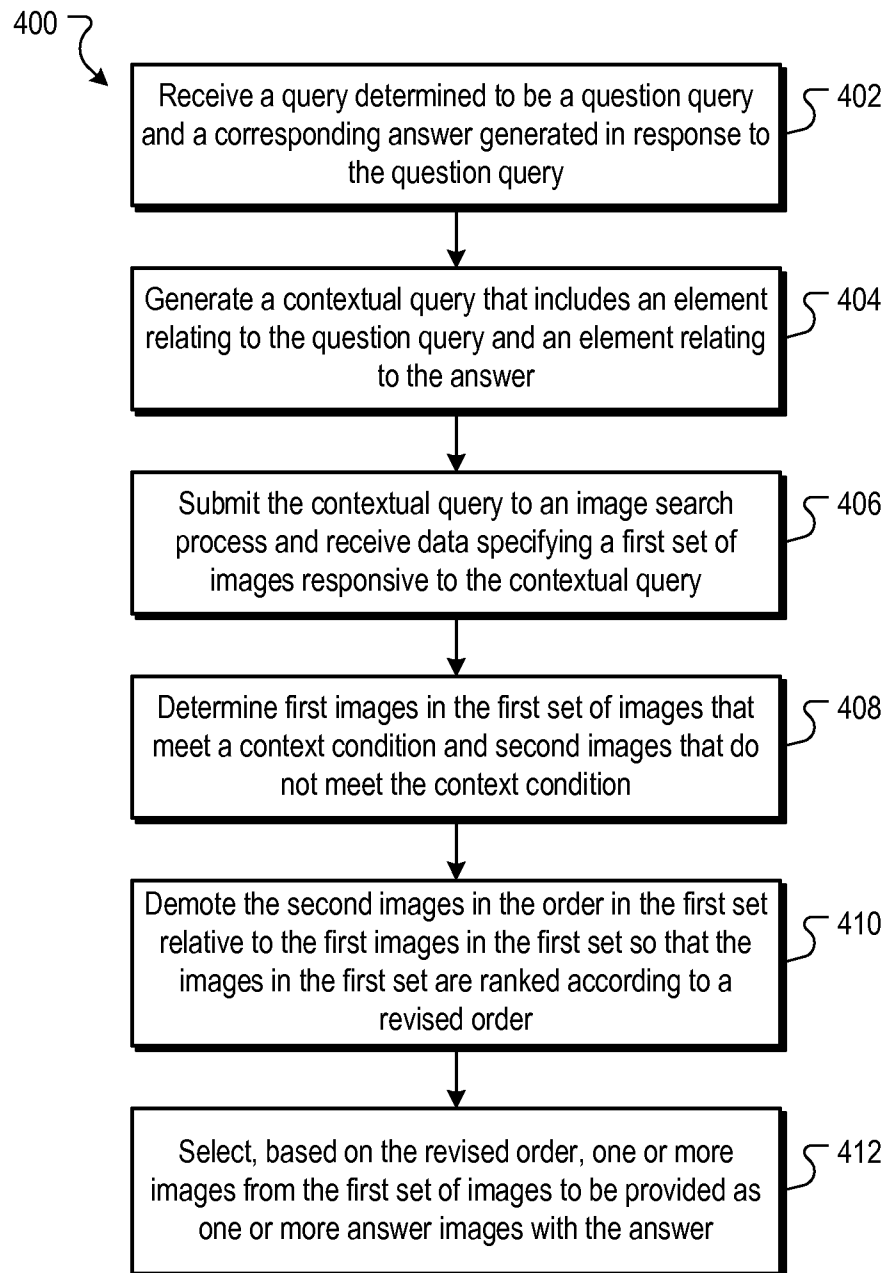 400
Receive a query determined to be a question query
and a corresponding answer generated in response to
the question query
402
Generate a contextual query that includes an element
relating to the question query and an element relating
to the answer
404
Submit the contextual query to an image search
process and receive data specifying a first set of
images responsive to the contextual query
406
Determine first images in the first set of images that
meet a context condition and second images that do
not meet the context condition
408
Demote the second images in the order in the first set
relative to the first images in the first set so that the
images in the first set are ranked according to a
revised order
410
Select, based on the revised order, one or more
images from the first set of images to be provided as
one or more answer images with the answer
412